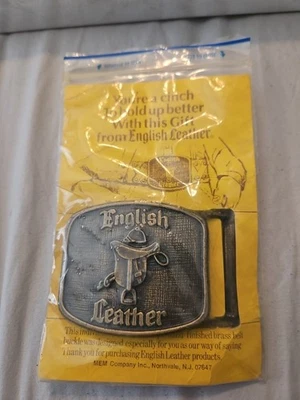 You're a cinch
to hold up better
With this Gift
from English Leather®
English
Leather
This
finished brass belt
buckle was designed especially for you as our way of saying
Thank you for purchasing English Leather products.
MEM Company Inc., Northvale, N.J. 07647